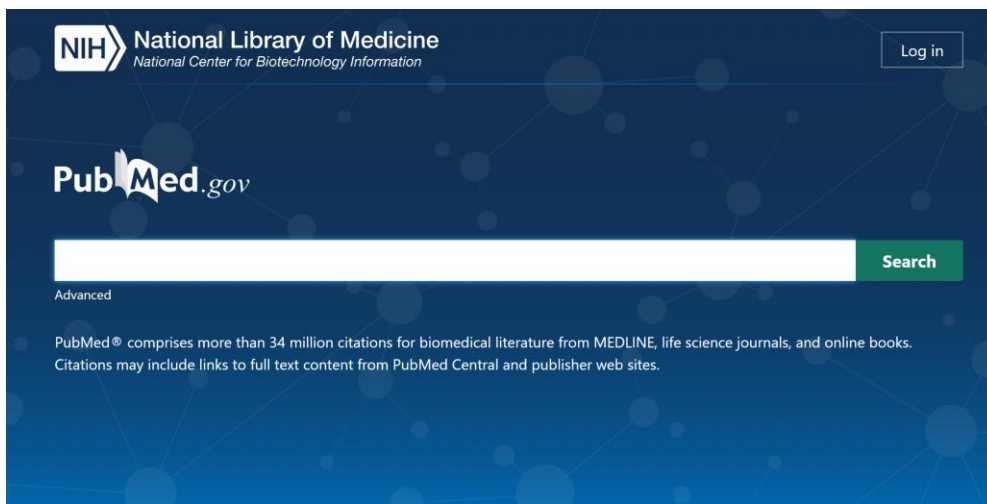 NIH
National Library of Medicine
National Center for Biotechnology Information
Log in
PubMed.gov
Search
Advanced
PubMed® comprises more than 34 million citations for biomedical literature from MEDLINE, life science journals, and online books.
Citations may include links to full text content from PubMed Central and publisher web sites.